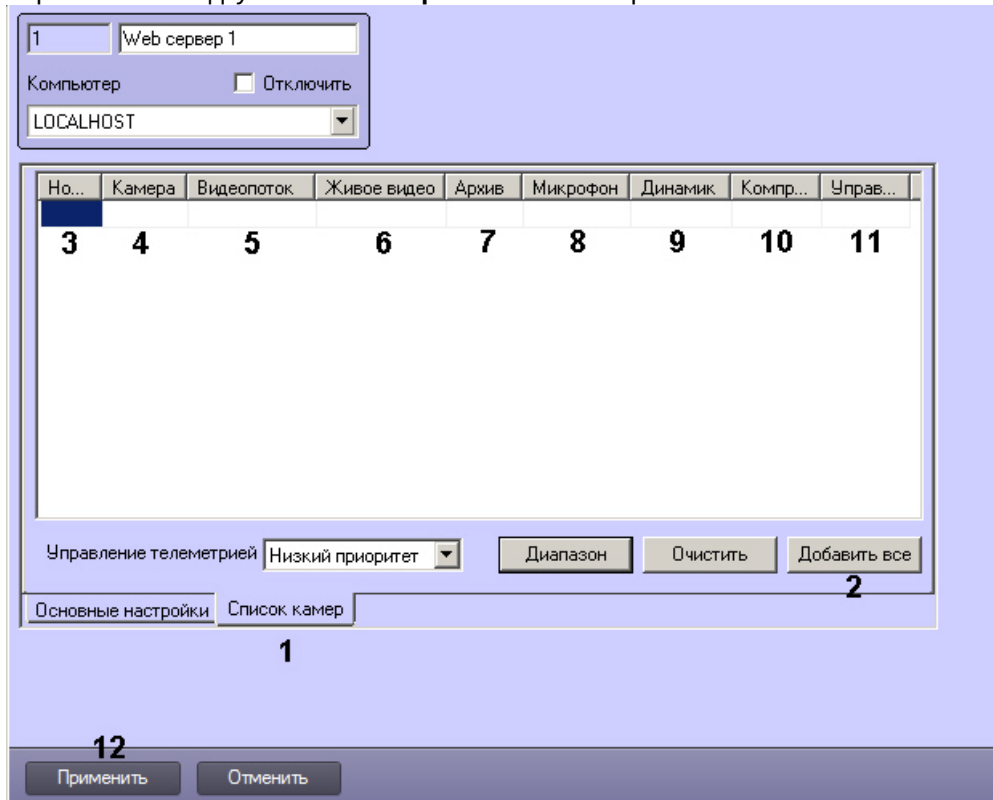 1 Web сервер 1
Компьютер Отключить
LOCALHOST
Но... Камера Видеопоток Живое видео Архив Микрофон Динамик Компр... Управ...
3 4 5 6 7 8 9 10 11
Управление телеметрией Низкий приоритет Диапазон Очистить Добавить все
2
Основные настройки Список камер
1
12
Применить Отменить